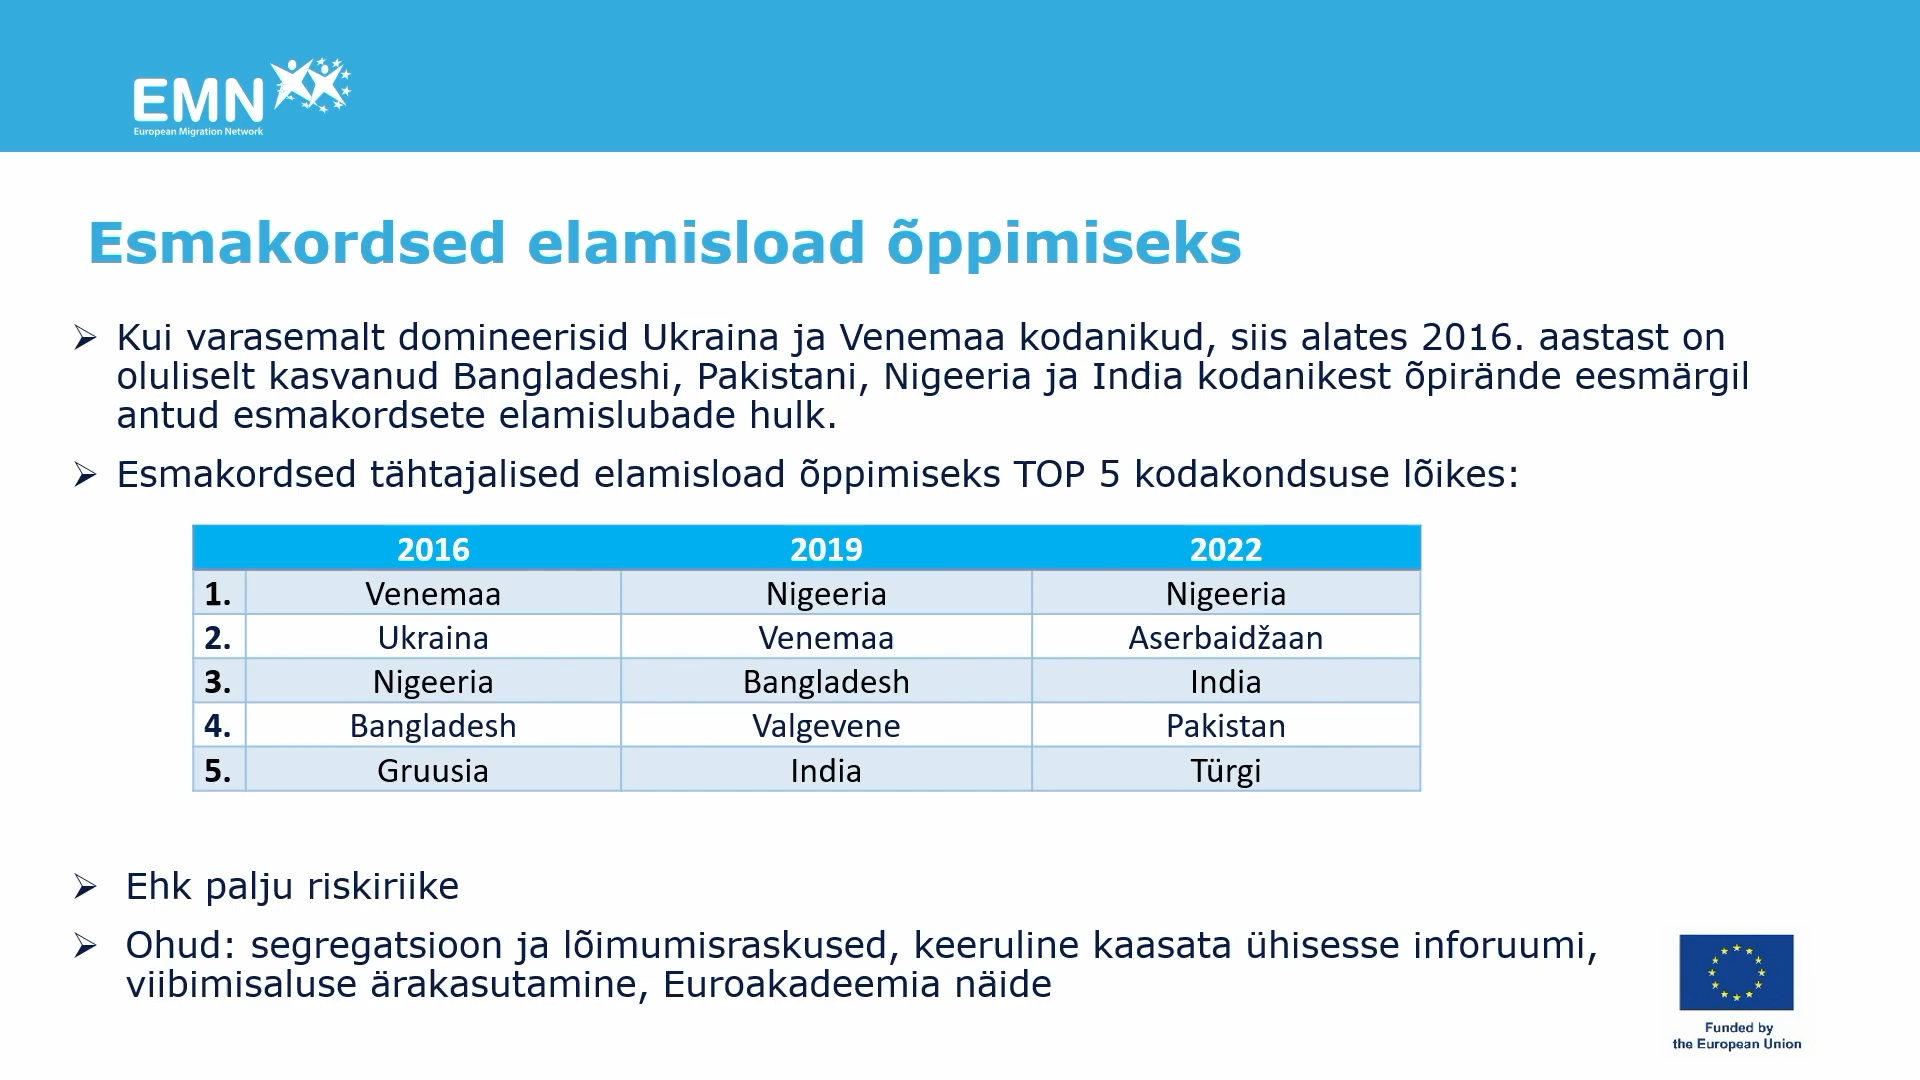 EMN
European Migration Network
Esmakordsed elamisload õppimiseks
➢ Kui varasemalt domineerisid Ukraina ja Venemaa kodanikud, siis alates 2016. aastast on
oluliselt kasvanud Bangladeshi, Pakistani, Nigeeria ja India kodanikest õpirände eesmärgil
antud esmakordsete elamislubade hulk.
➢ Esmakordsed tähtajalised elamisload õppimiseks TOP 5 kodakondsuse lõikes:
2016 2019 2022
1. Venemaa Nigeeria Nigeeria
2. Ukraina Venemaa Aserbaidžaan
3. Nigeeria Bangladesh India
4. Bangladesh Valgevene Pakistan
5. Gruusia India Türgi
➢ Ehk palju riskiriike
➢ Ohud: segregatsioon ja lõimumisraskused, keeruline kaasata ühisesse inforuumi,
viibimisaluse ärakasutamine, Euroakadeemia näide
Funded by
the European Union